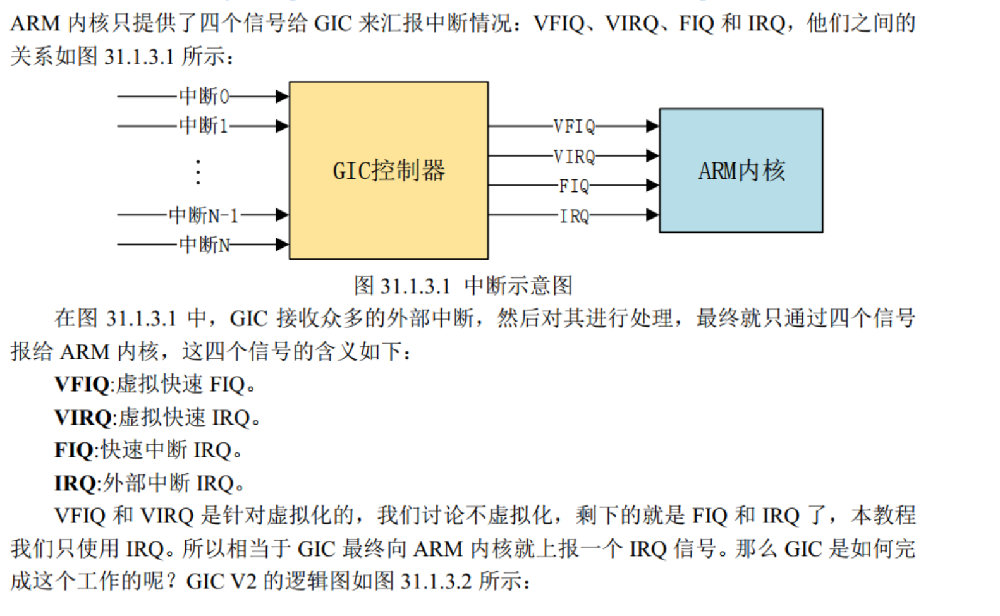 ARM 内核只提供了四个信号给 GIC 来汇报中断情况：VFIQ、VIRQ、FIQ 和 IRQ，他们之间的
关系如图 31.1.3.1 所示：
中断0
中断1
⋮
中断N-1
中断N
GIC控制器
VFIQ
VIRQ
FIQ
IRQ
ARM内核
图 31.1.3.1 中断示意图
在图 31.1.3.1 中，GIC 接收众多的外部中断，然后对其进行处理，最终就只通过四个信号
报给 ARM 内核，这四个信号的含义如下：
VFIQ:虚拟快速 FIQ。
VIRQ:虚拟快速 IRQ。
FIQ:快速中断 IRQ。
IRQ:外部中断 IRQ。
VFIQ 和 VIRQ 是针对虚拟化的，我们讨论不虚拟化，剩下的就是 FIQ 和 IRQ 了，本教程
我们只使用 IRQ。所以相当于 GIC 最终向 ARM 内核就上报一个 IRQ 信号。那么 GIC 是如何完
成这个工作的呢？GIC V2 的逻辑图如图 31.1.3.2 所示：